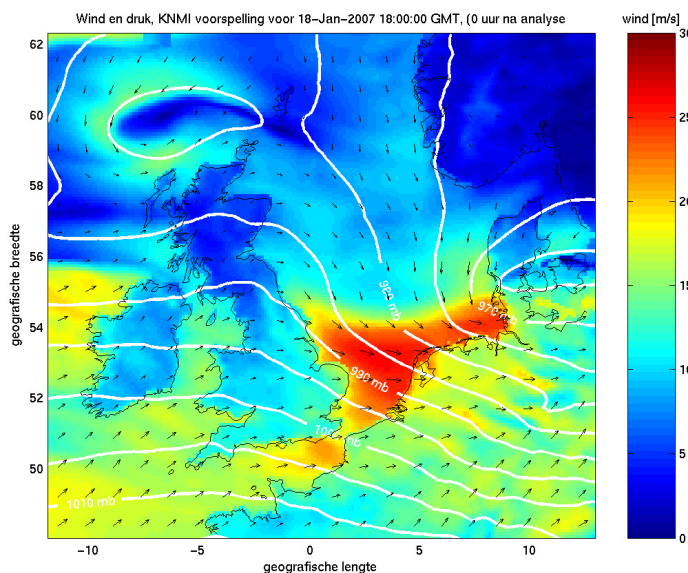 Wind en druk, KNMI voorspelling voor 18-Jan-2007 18:00:00 GMT, (0 uur na analyse
wind [m/s]
62
60
58
56
54
52
50
geografische breedte
-10
-5
0
5
10
geografische lengte
30
25
20
15
10
5
0
970 mb
990 mb
1010 mb